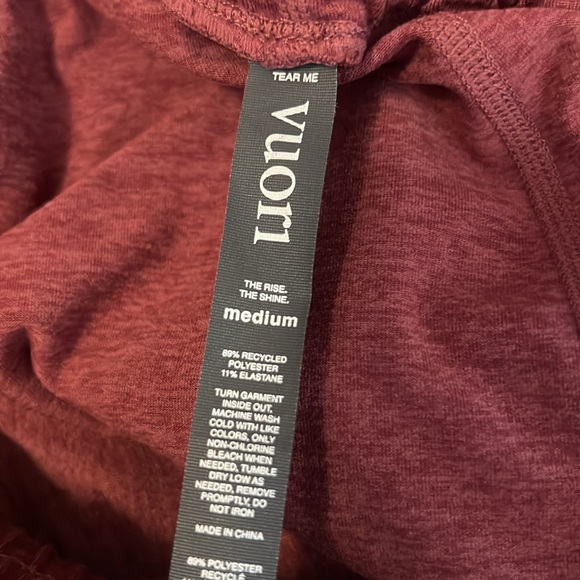 TEAR ME
vuori
THE RISE.
THE SHINE.
medium
89% RECYCLED
POLYESTER
11% ELASTANE
TURN GARMENT
INSIDE OUT,
MACHINE WASH
COLD WITH LIKE
COLORS, ONLY
NON-CHLORINE
BLEACH WHEN
NEEDED, TUMBLE
DRY LOW AS
NEEDED, REMOVE
PROMPTLY, DO
NOT IRON
MADE IN CHINA
89% POLYESTER
RECYCLÉ